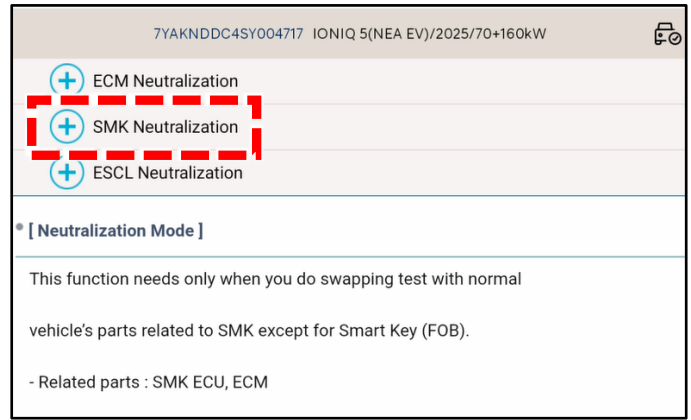 7YAKNDDC4SY004717 IONIQ 5(NEA EV)/2025/70+160kW
ECM Neutralization
SMK Neutralization
ESCL Neutralization
[ Neutralization Mode ]
This function needs only when you do swapping test with normal
vehicle's parts related to SMK except for Smart Key (FOB).
- Related parts : SMK ECU, ECM